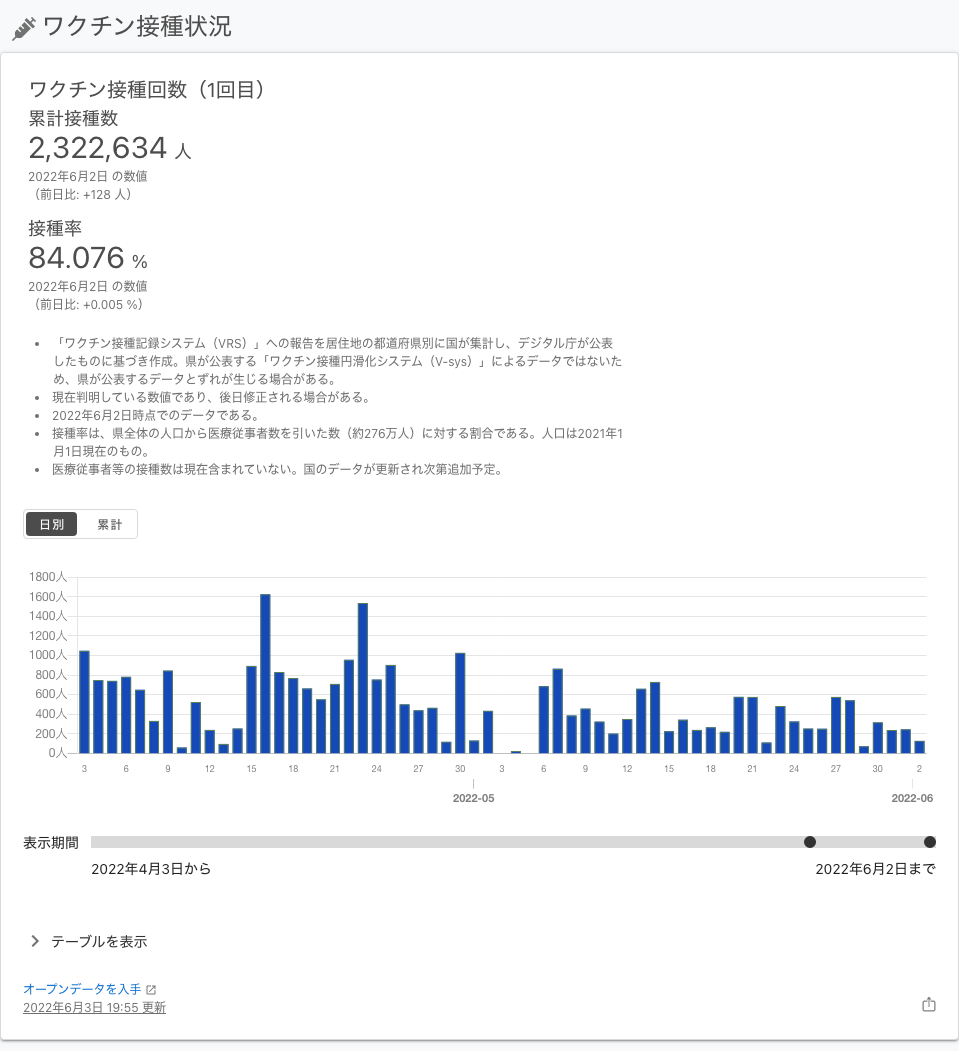 ワクチン接種状況
ワクチン接種回数（1回目）
累計接種数
2,322,634 人
2022年6月2日 の数値
（前日比: +128 人）
接種率
84.076 %
2022年6月2日 の数値
（前日比: +0.005 %）
• 「ワクチン接種記録システム（VRS）」への報告を居住地の都道府県別に国が集計し、デジタル庁が公表
したものに基づき作成。県が公表する「ワクチン接種円滑化システム（V-sys）」によるデータではないた
め、県が公表するデータとずれが生じる場合がある。
• 現在判明している数値であり、後日修正される場合がある。
• 2022年6月2日時点でのデータである。
• 接種率は、県全体の人口から医療従事者数を引いた数（約276万人）に対する割合である。人口は2021年1
月1日現在のもの。
• 医療従事者等の接種数は現在含まれていない。国のデータが更新され次第追加予定。
日別 累計
1800人
1600人
1400人
1200人
1000人
800人
600人
400人
200人
0人
3 6 9 12 15 18 21 24 27 30 3 6 9 12 15 18 21 24 27 30 2
2022-05 2022-06
表示期間
2022年4月3日から 2022年6月2日まで
テーブルを表示
オープンデータを入手
2022年6月3日 19:55 更新